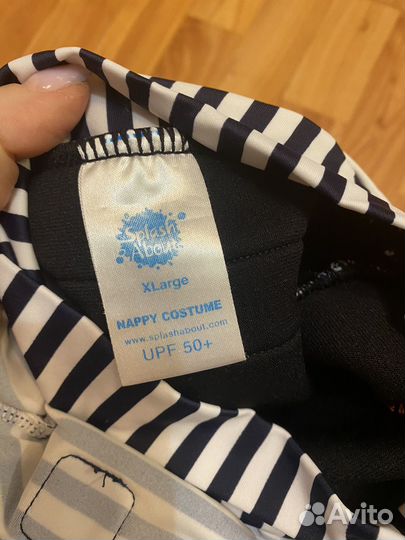 Splash
About
XLarge
NAPPY COSTUME
www.splashabout.com
UPF 50+
Avito